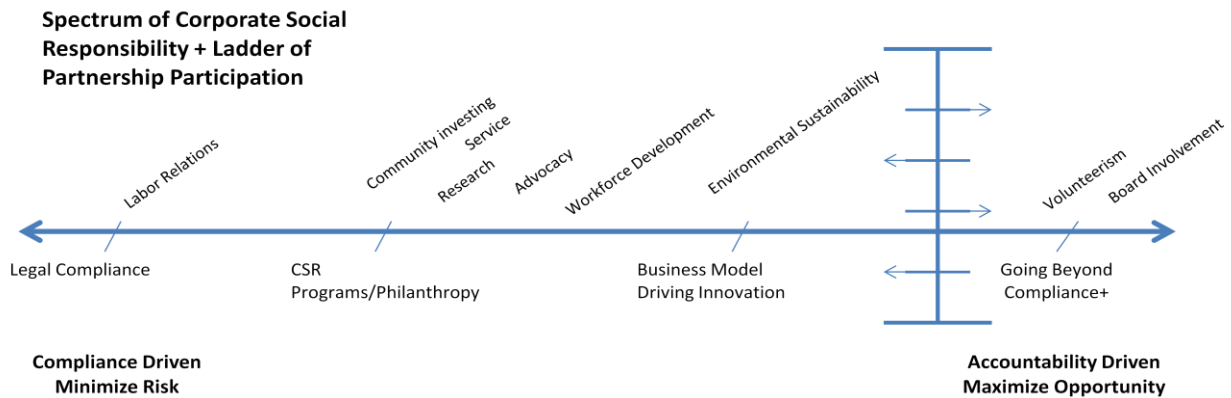 Spectrum of Corporate Social
Responsibility + Ladder of
Partnership Participation
Labor Relations
Community investing
Service
Research
Advocacy
Workforce Development
Environmental Sustainability
Volunteerism
Board Involvement
Legal Compliance
CSR
Programs/Philanthropy
Business Model
Driving Innovation
Going Beyond
Compliance+
Compliance Driven
Minimize Risk
Accountability Driven
Maximize Opportunity